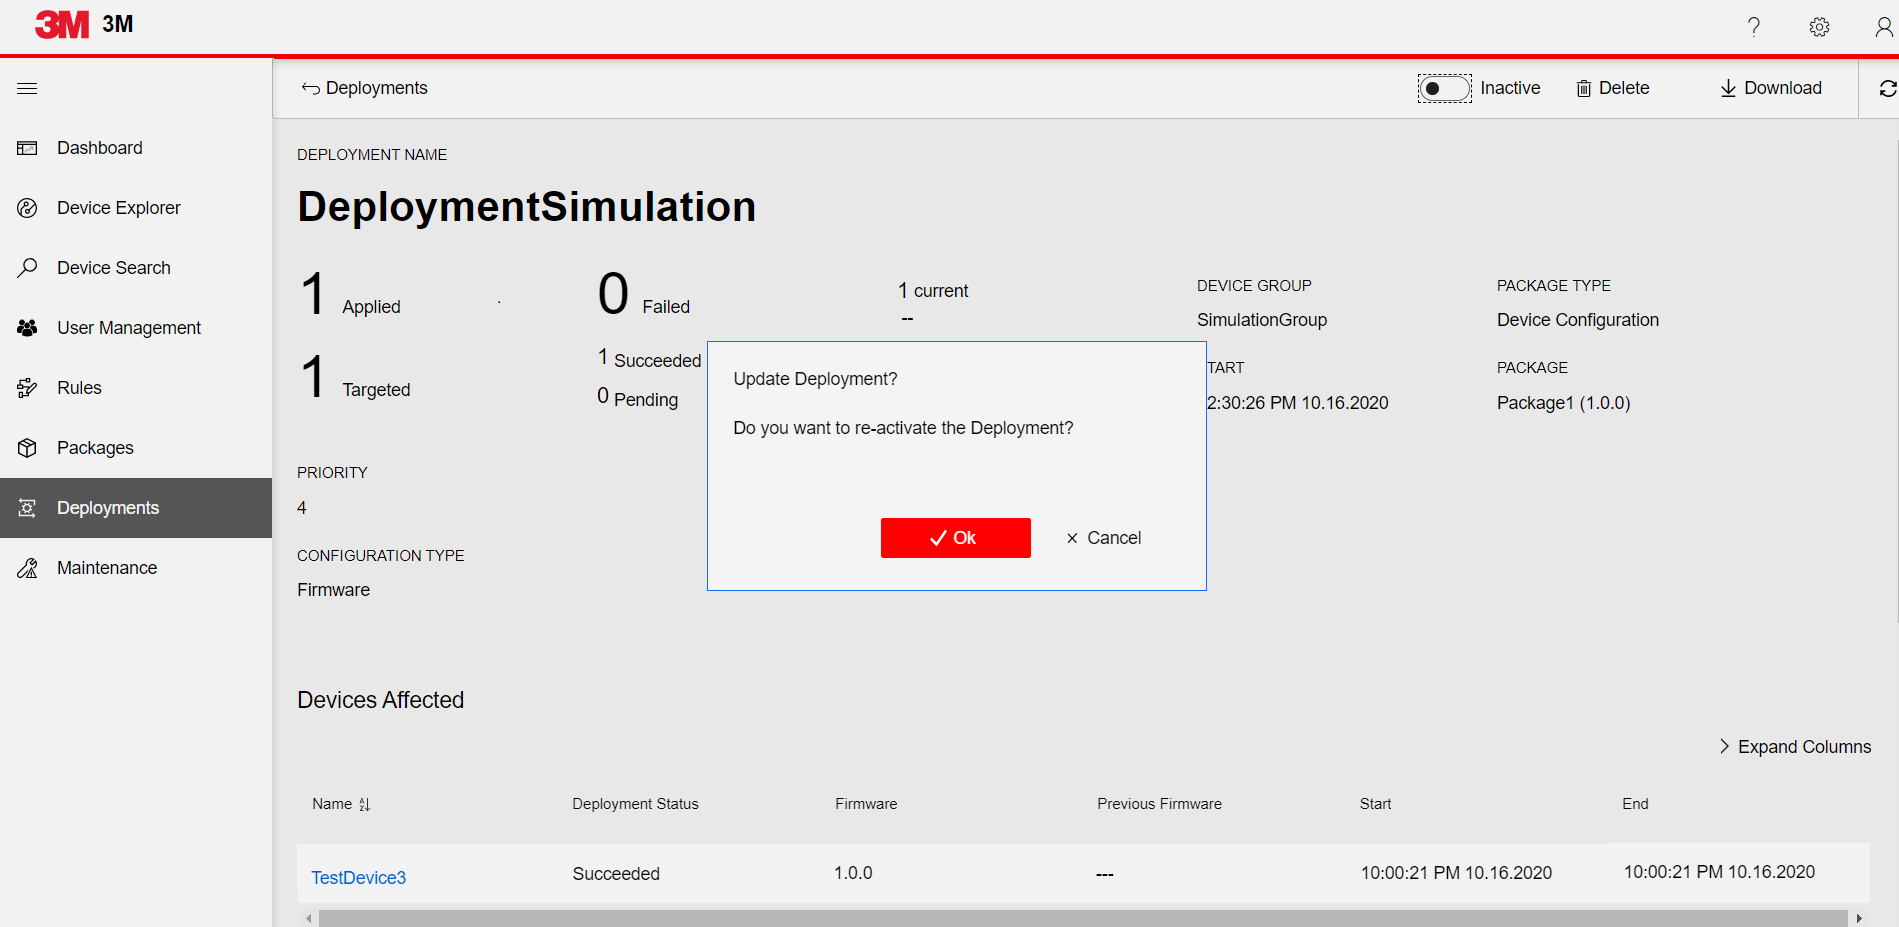 3M 3M
Deployments
Inactive
Delete
Download
Dashboard
Device Explorer
Device Search
User Management
Rules
Packages
Deployments
Maintenance
DEPLOYMENT NAME
DeploymentSimulation
1 Applied
0 Failed
1 current
--
DEVICE GROUP
SimulationGroup
PACKAGE TYPE
Device Configuration
1 Targeted
1 Succeeded
0 Pending
TART
2:30:26 PM 10.16.2020
PACKAGE
Package1 (1.0.0)
Update Deployment?
Do you want to re-activate the Deployment?
Ok
Cancel
PRIORITY
4
CONFIGURATION TYPE
Firmware
Devices Affected
Expand Columns
Name Deployment Status Firmware Previous Firmware Start End
TestDevice3 Succeeded 1.0.0 --- 10:00:21 PM 10.16.2020 10:00:21 PM 10.16.2020